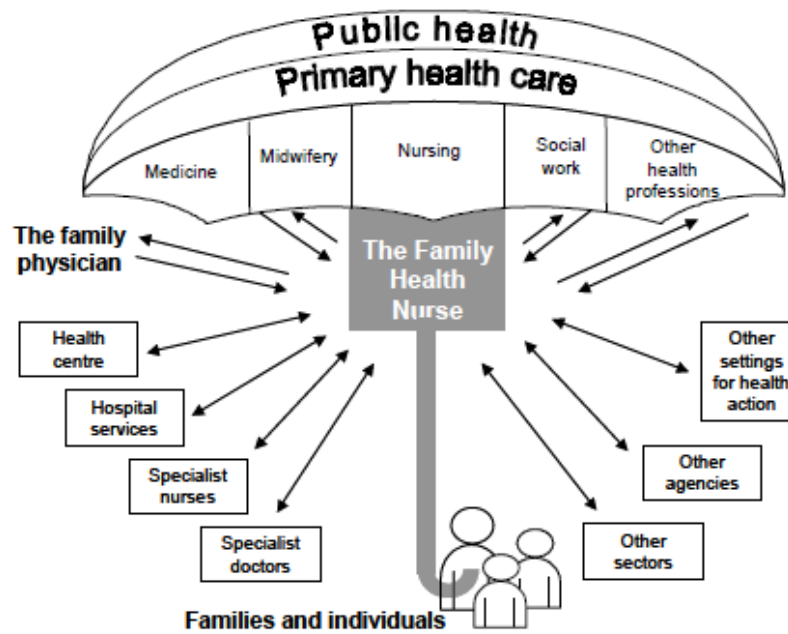 Public health
Primary health care
Medicine
Midwifery
Nursing
Social
work
Other
health
professions
The family
physician
The Family
Health
Nurse
Health
centre
Hospital
services
Specialist
nurses
Specialist
doctors
Other
settings
for health
action
Other
agencies
Other
sectors
Families and individuals